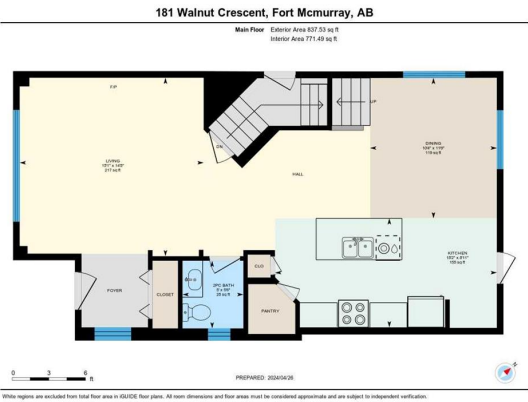 181 Walnut Crescent, Fort Mcmurray, AB
Main Floor Exterior Area 837.53 sq ft
Interior Area 771.49 sq ft
F/P
UP
DN
DINING
119 sq ft
LIVING
217 sq ft
HALL
KITCHEN
155 sq ft
CLO
FOYER
CLOSET
2PC BATH
PANTRY
0 3 6
ft
PREPARED: 2024/04/26
N
White regions are excluded from total floor area in iGUIDE floor plans. All room dimensions and floor areas must be considered approximate and are subject to independent verification.